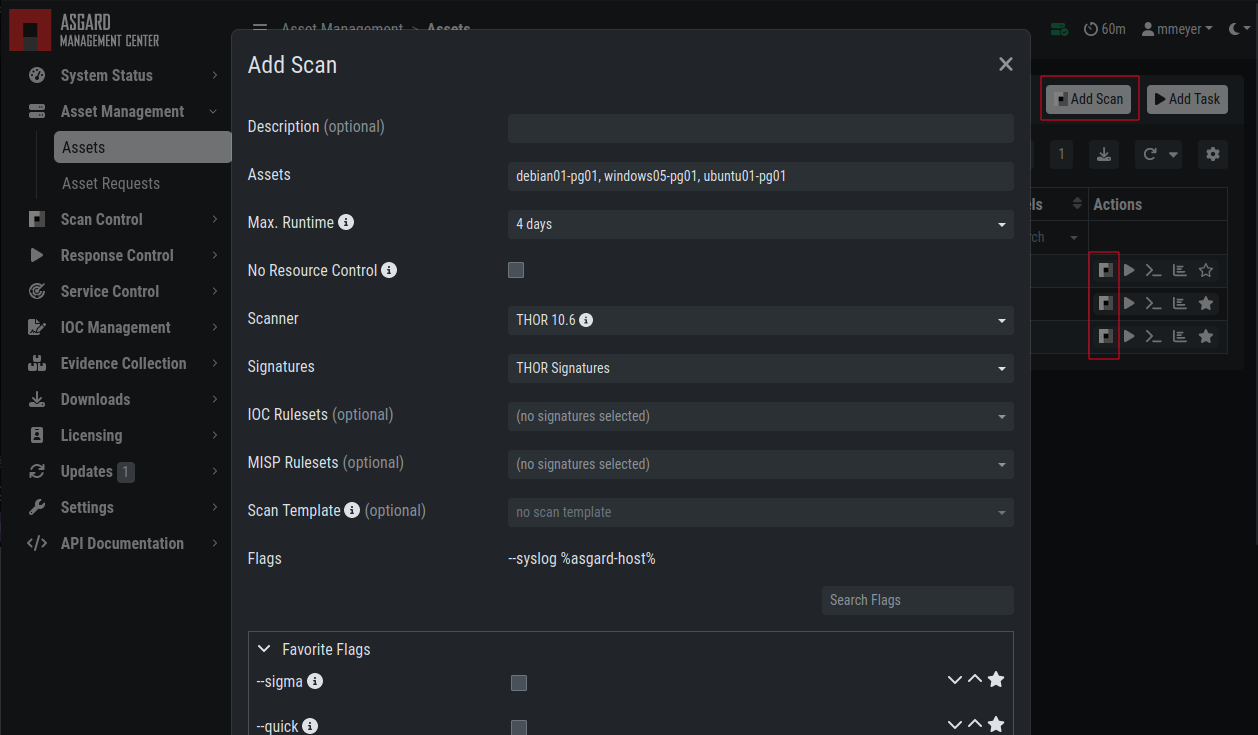 ASGARD
MANAGEMENT CENTER
Asset Management > Assets
60m
mmeyer
System Status
Asset Management
Assets
Asset Requests
Scan Control
Response Control
Service Control
IOC Management
Evidence Collection
Downloads
Licensing
Updates 1
Settings
API Documentation
Add Scan
Description (optional)
Assets
debian01-pg01, windows05-pg01, ubuntu01-pg01
Max. Runtime
4 days
No Resource Control
Scanner
THOR 10.6
Signatures
THOR Signatures
IOC Rulesets (optional)
(no signatures selected)
MISP Rulesets (optional)
(no signatures selected)
Scan Template (optional)
no scan template
Flags
--syslog %asgard-host%
Search Flags
Favorite Flags
--sigma
--quick
Add Scan
Add Task
1
ls
Actions
rch